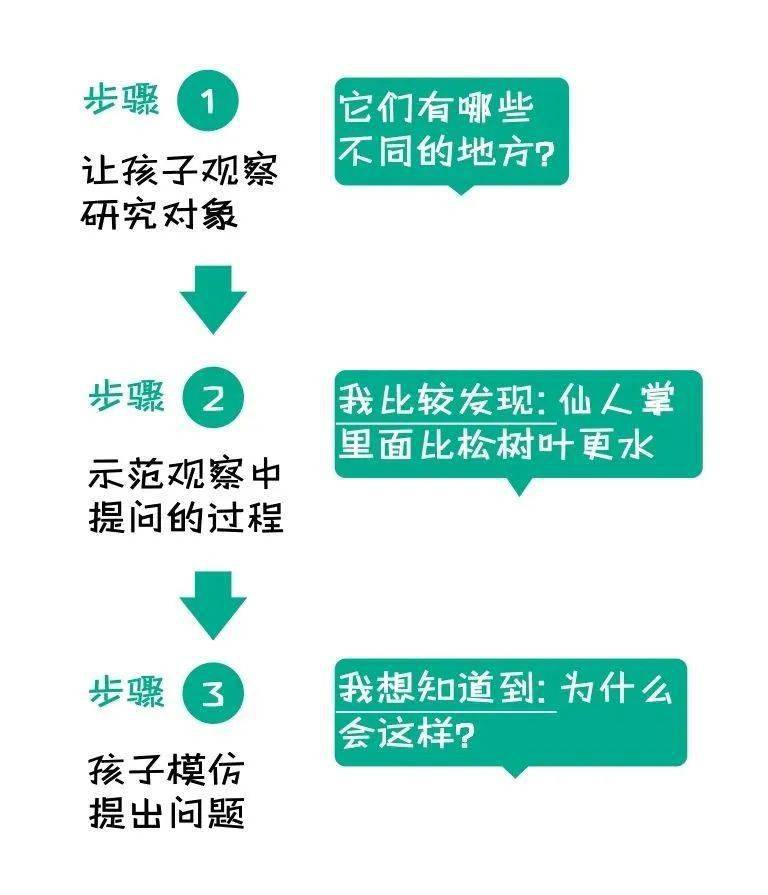 步骤 1
让孩子观察
研究对象
它们有哪些
不同的地方?
步骤 2
示范观察中
提问的过程
我比较发现: 仙人掌
里面比松树叶更水
步骤 3
孩子模仿
提出问题
我想知道到: 为什么
会这样?